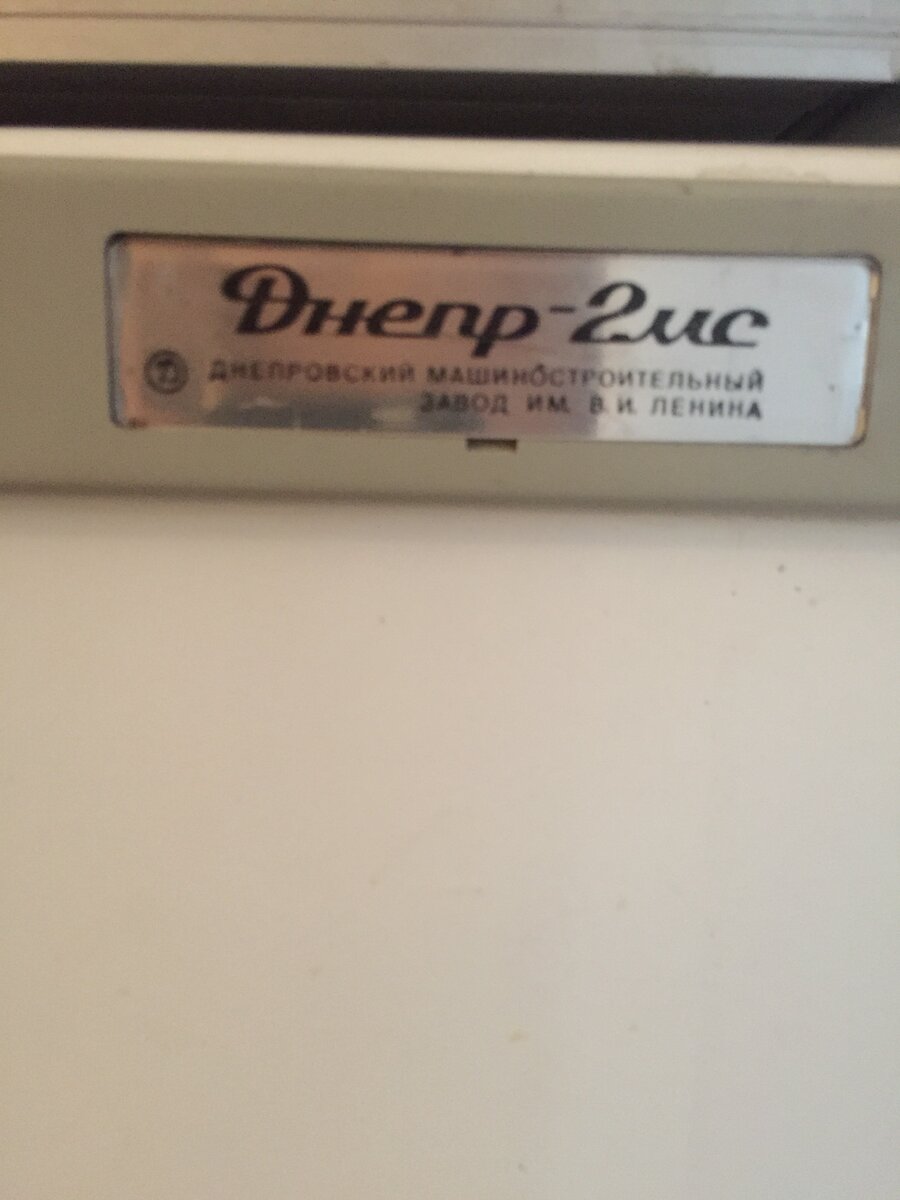 Днепр-2мс
ДНЕПРОВСКИЙ МАШИНОСТРОИТЕЛЬНЫЙ
ЗАВОД ИМ. В. И. ЛЕНИНА